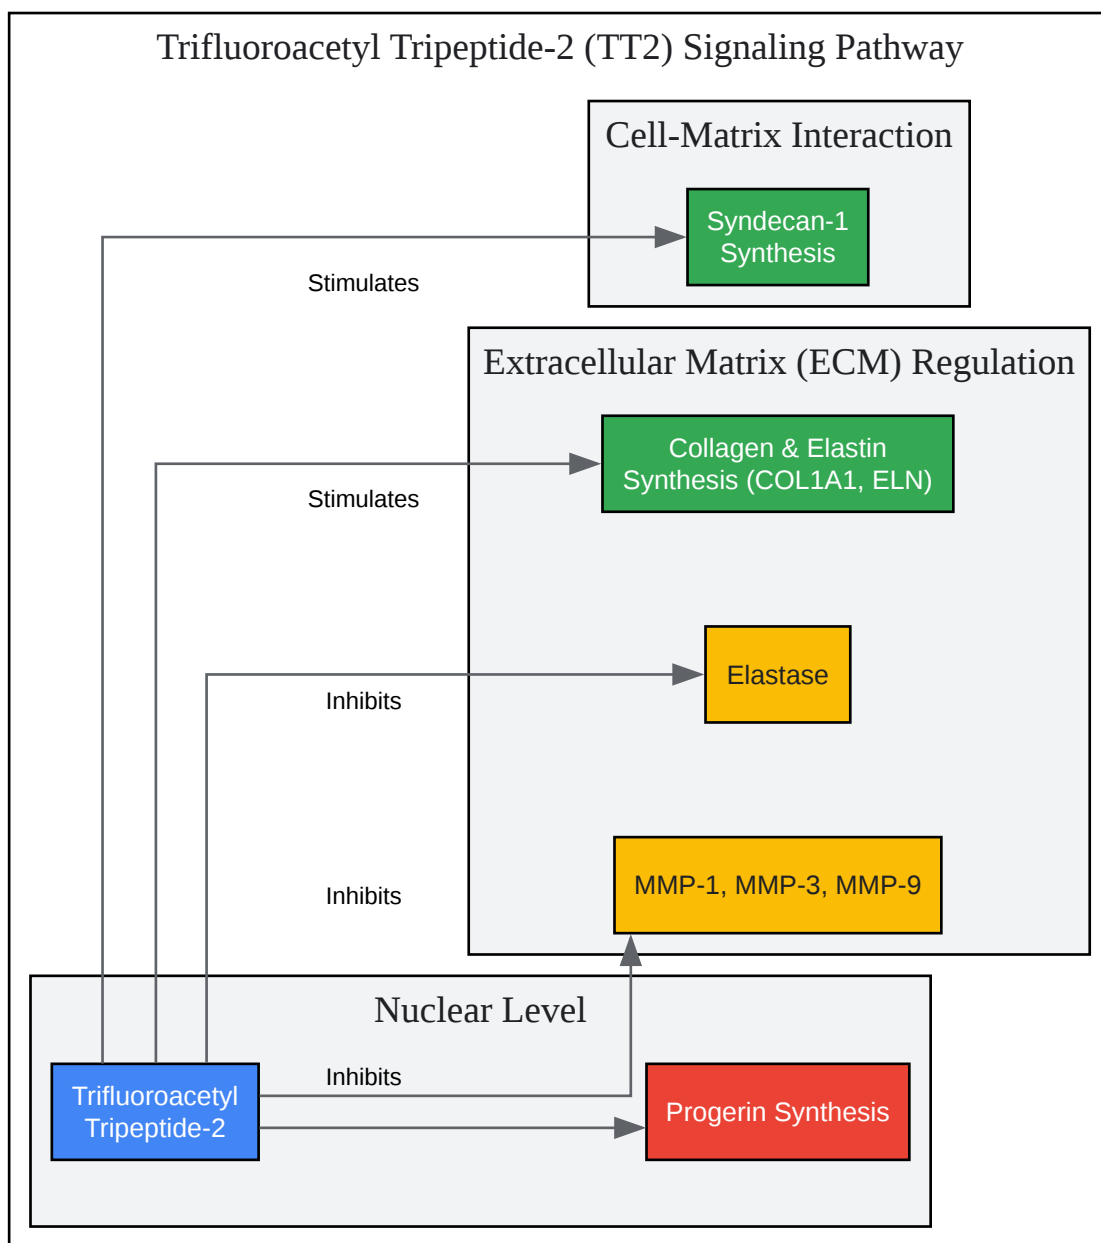 Trifluoroacetyl Tripeptide-2 (TT2) Signaling Pathway
Cell-Matrix Interaction
Syndecan-1
Synthesis
Stimulates
Extracellular Matrix (ECM) Regulation
Collagen & Elastin
Synthesis (COL1A1, ELN)
Stimulates
Elastase
Inhibits
MMP-1, MMP-3, MMP-9
Inhibits
Nuclear Level
Inhibits
Trifluoroacetyl
Tripeptide-2
Progerin Synthesis